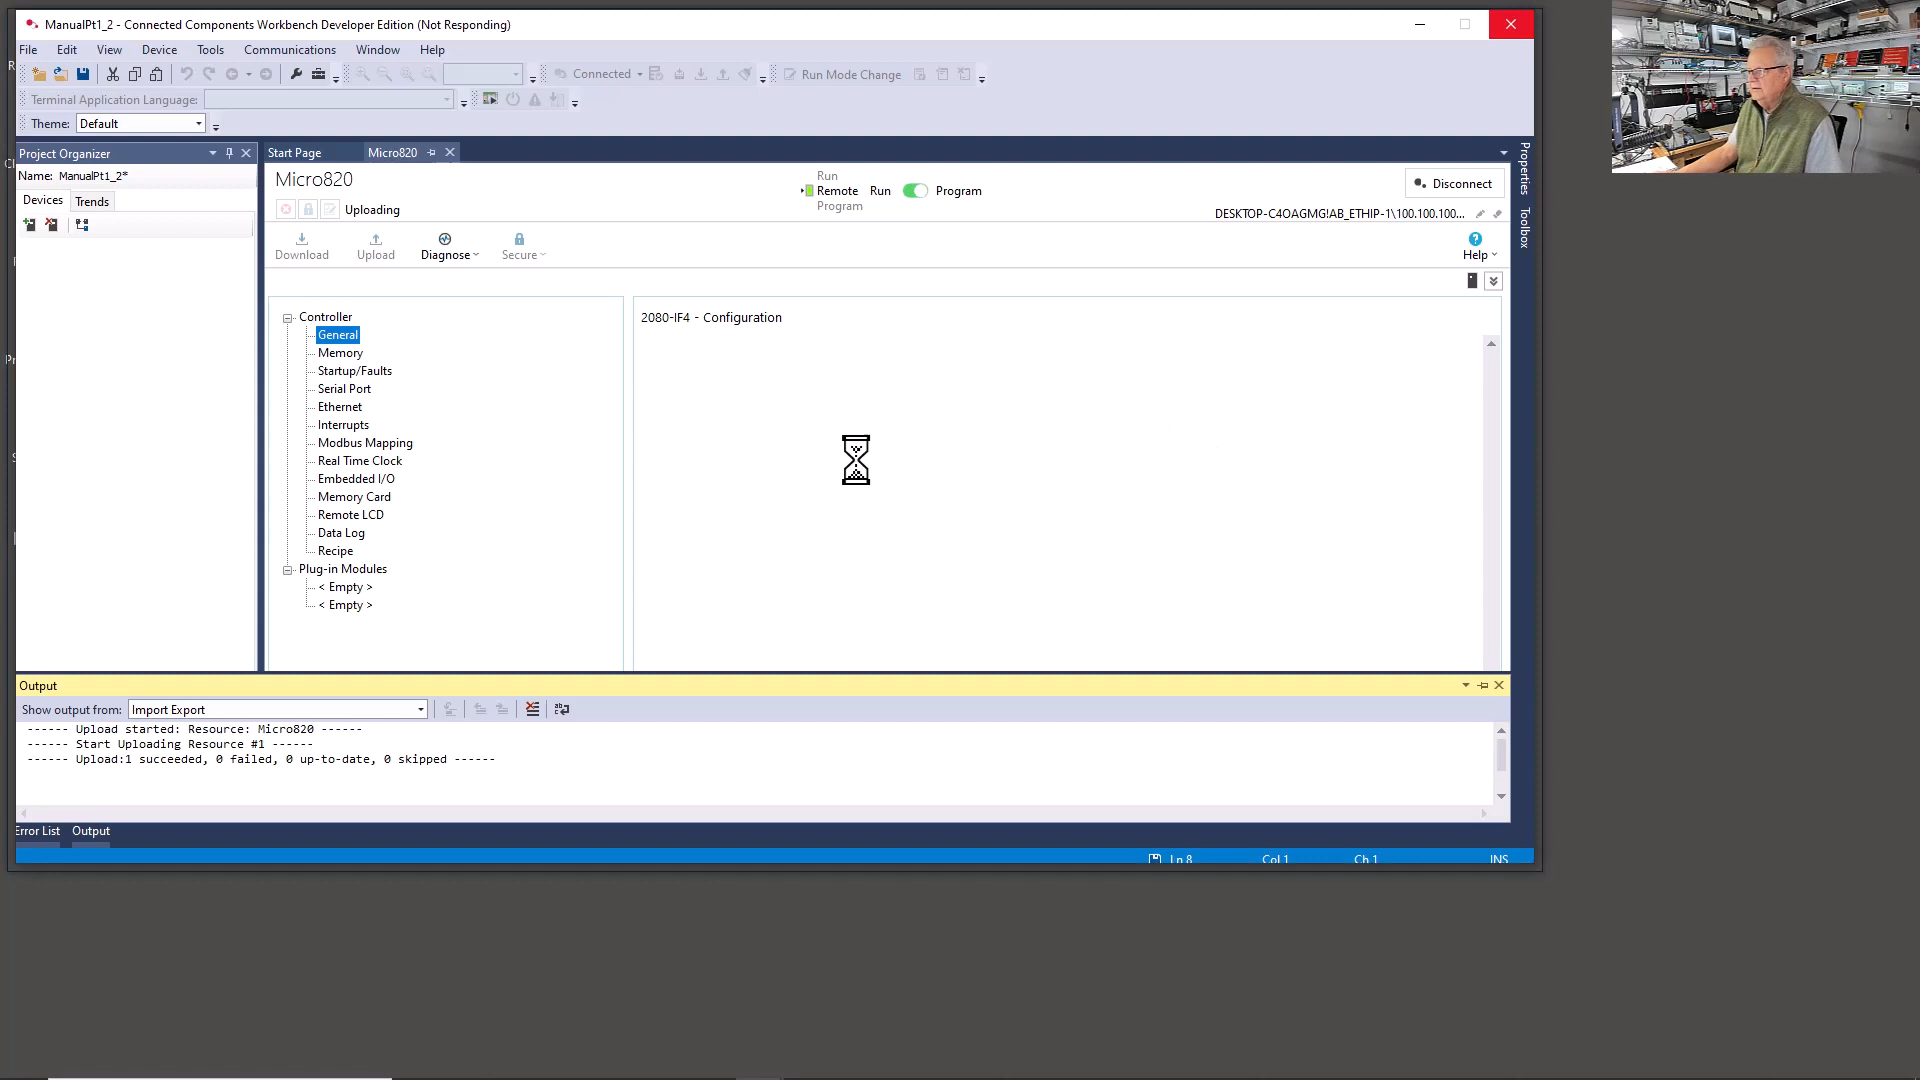 ManualPt1_2 - Connected Components Workbench Developer Edition (Not Responding)
File Edit View Device Tools Communications Window Help
Connected Run Mode Change
Terminal Application Language:
Theme: Default
Project Organizer
Name: ManualPt1_2*
Devices Trends
Start Page Micro820
Micro820
Uploading
Run
Remote Run Program
Program
Disconnect
DESKTOP-C4OAGMG!AB_ETHIP-1\100.100.100...
Download Upload Diagnose Secure Help
Controller
General
Memory
Startup/Faults
Serial Port
Ethernet
Interrupts
Modbus Mapping
Real Time Clock
Embedded I/O
Memory Card
Remote LCD
Data Log
Recipe
Plug-in Modules
< Empty >
< Empty >
2080-IF4 - Configuration
Properties
Toolbox
Output
Show output from: Import Export
------ Upload started: Resource: Micro820 ------
------ Start Uploading Resource #1 ------
------ Upload:1 succeeded, 0 failed, 0 up-to-date, 0 skipped ------
Error List Output
Ln 8 Col 1 Ch 1 INS